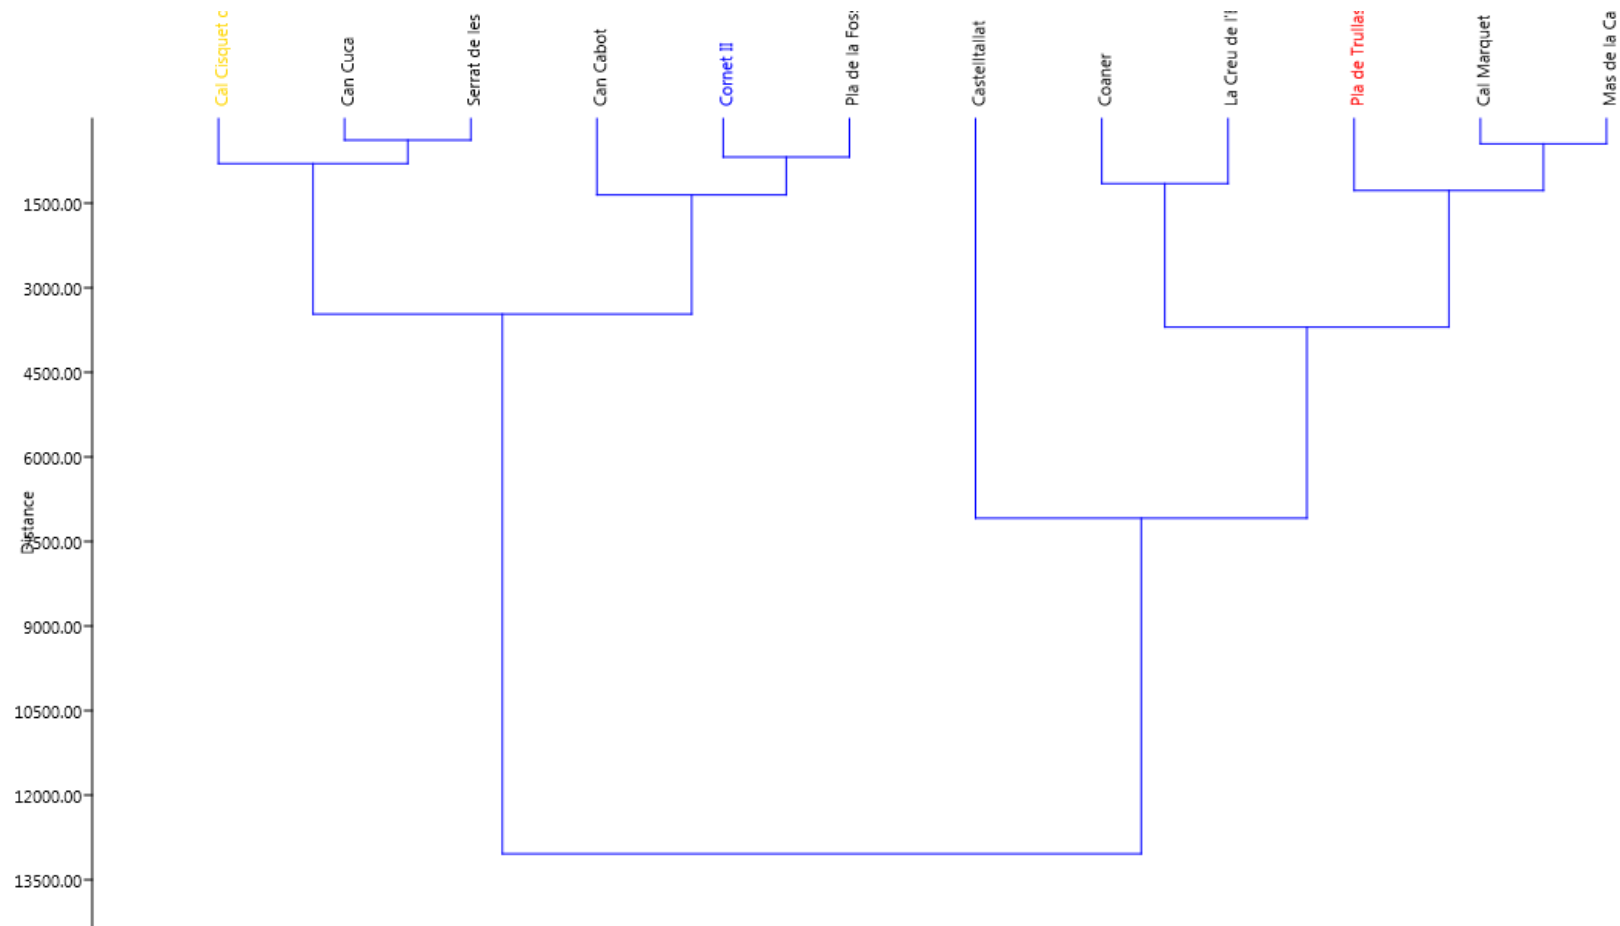 Cal Cisquet c
Can Cuca
Serrat de les
Can Cabot
Cornet II
Pla de la Fos
Castelltallat
Coaner
La Creu de l'
Pla de Trullas
Cal Marquet
Mas de la Ca
1500.00
3000.00
4500.00
6000.00
Distance
7500.00
9000.00
10500.00
12000.00
13500.00